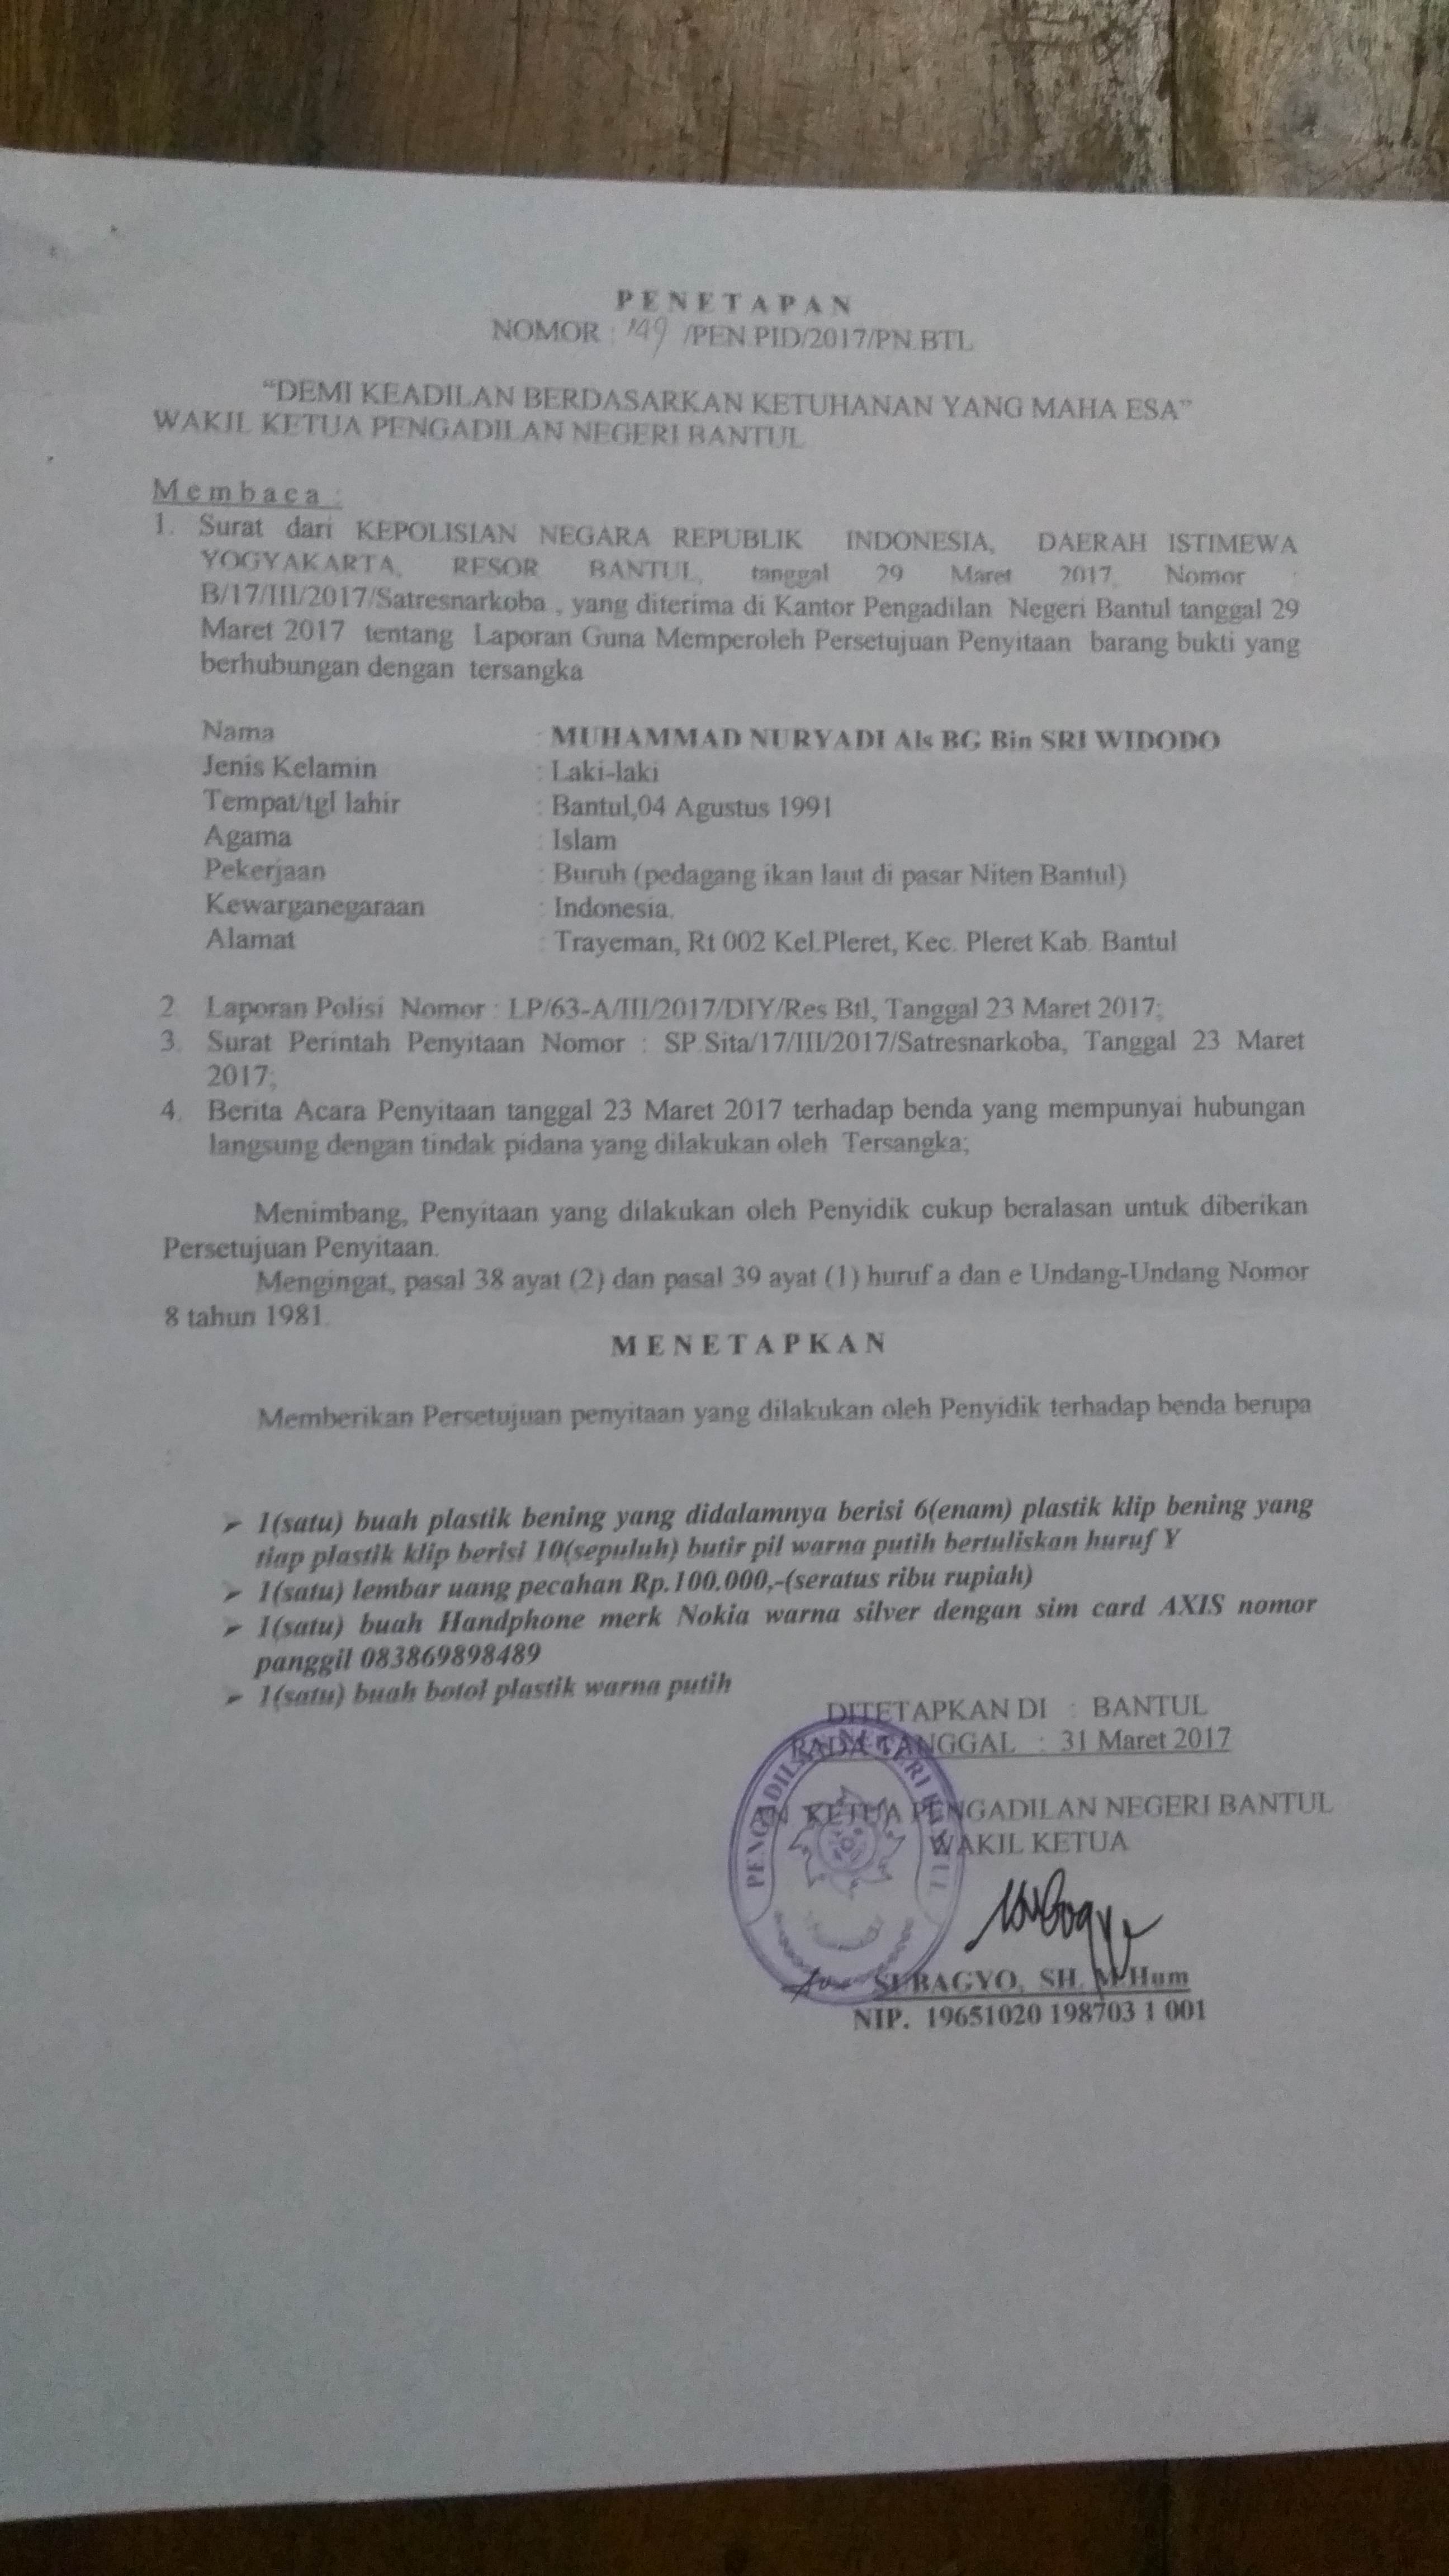 PENETAPAN
NOMOR : 149 /PEN.PID/2017/PN.BTL
“DEMI KEADILAN BERDASARKAN KETUHANAN YANG MAHA ESA”
WAKIL KETUA PENGADILAN NEGERI BANTUL
Membaca :
1. Surat dari KEPOLISIAN NEGARA REPUBLIK INDONESIA, DAERAH ISTIMEWA
YOGYAKARTA, RESOR BANTUL, tanggal 29 Maret 2017 Nomor :
B/17/III/2017/Satresnarkoba , yang diterima di Kantor Pengadilan Negeri Bantul tanggal 29
Maret 2017 tentang Laporan Guna Memperoleh Persetujuan Penyitaan barang bukti yang
berhubungan dengan tersangka
Nama : MUHAMMAD NURYADI Als BG Bin SRI WIDODO
Jenis Kelamin : Laki-laki
Tempat/tgl lahir : Bantul,04 Agustus 1991
Agama : Islam
Pekerjaan : Buruh (pedagang ikan laut di pasar Niten Bantul)
Kewarganegaraan : Indonesia.
Alamat : Trayeman, Rt 002 Kel.Pleret, Kec. Pleret Kab. Bantul
2. Laporan Polisi Nomor : LP/63-A/III/2017/DIY/Res Btl, Tanggal 23 Maret 2017;
3. Surat Perintah Penyitaan Nomor : SP.Sita/17/III/2017/Satresnarkoba, Tanggal 23 Maret
2017;
4. Berita Acara Penyitaan tanggal 23 Maret 2017 terhadap benda yang mempunyai hubungan
langsung dengan tindak pidana yang dilakukan oleh Tersangka;
Menimbang, Penyitaan yang dilakukan oleh Penyidik cukup beralasan untuk diberikan
Persetujuan Penyitaan.
Mengingat, pasal 38 ayat (2) dan pasal 39 ayat (1) huruf a dan e Undang-Undang Nomor
8 tahun 1981.
MENETAPKAN
Memberikan Persetujuan penyitaan yang dilakukan oleh Penyidik terhadap benda berupa
:
➢ 1(satu) buah plastik bening yang didalamnya berisi 6(enam) plastik klip bening yang
tiap plastik klip berisi 10(sepuluh) butir pil warna putih bertuliskan huruf Y
➢ 1(satu) lembar uang pecahan Rp.100.000,-(seratus ribu rupiah)
➢ 1(satu) buah Handphone merk Nokia warna silver dengan sim card AXIS nomor
panggil 083869898489
➢ 1(satu) buah botol plastik warna putih
DITETAPKAN DI : BANTUL
PADA TANGGAL : 31 Maret 2017
AN KETUA PENGADILAN NEGERI BANTUL
WAKIL KETUA
PENGADILAN NEGERI BANTUL
SUBAGYO, SH. M.Hum
NIP. 19651020 198703 1 001